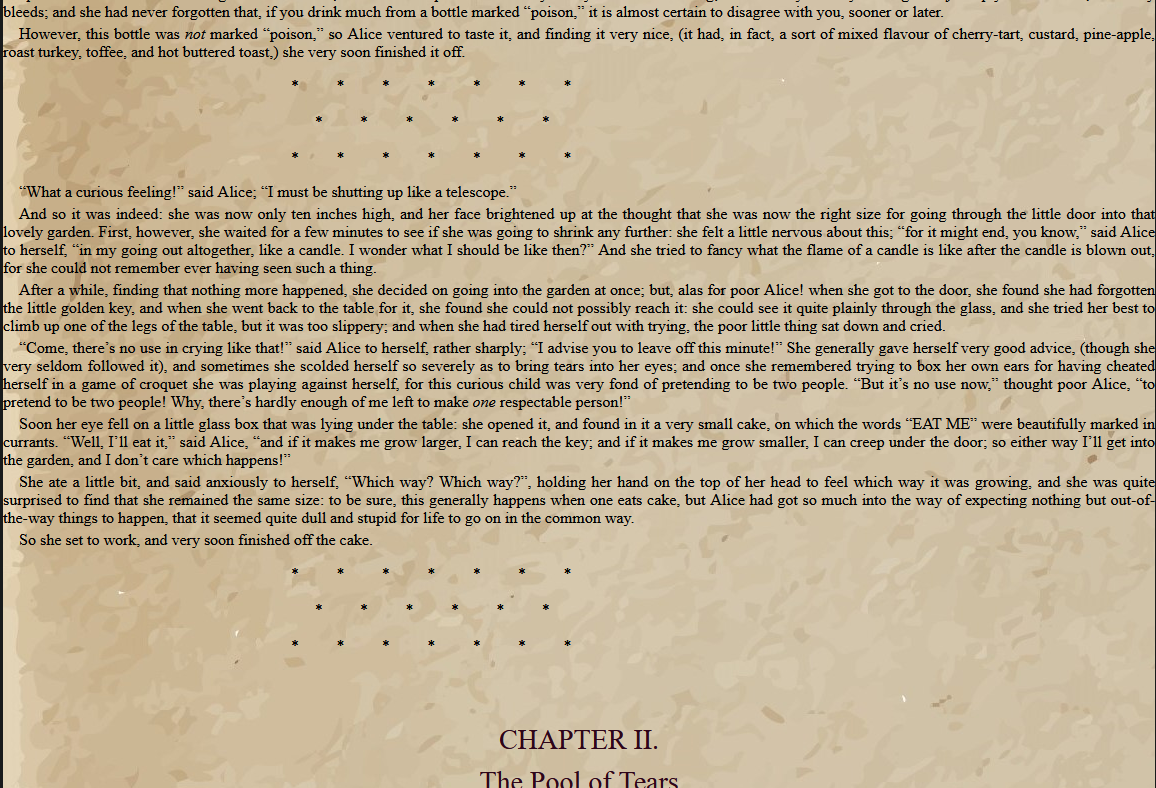 bleeds; and she had never forgotten that, if you drink much from a bottle marked “poison,” it is almost certain to disagree with you, sooner or later.
However, this bottle was not marked “poison,” so Alice ventured to taste it, and finding it very nice, (it had, in fact, a sort of mixed flavour of cherry-tart, custard, pine-apple,
roast turkey, toffee, and hot buttered toast,) she very soon finished it off.
* * * * * * *
* * * * * *
* * * * * * *
“What a curious feeling!” said Alice; “I must be shutting up like a telescope.”
And so it was indeed: she was now only ten inches high, and her face brightened up at the thought that she was now the right size for going through the little door into that
lovely garden. First, however, she waited for a few minutes to see if she was going to shrink any further: she felt a little nervous about this; “for it might end, you know,” said Alice
to herself, “in my going out altogether, like a candle. I wonder what I should be like then?” And she tried to fancy what the flame of a candle is like after the candle is blown out,
for she could not remember ever having seen such a thing.
After a while, finding that nothing more happened, she decided on going into the garden at once; but, alas for poor Alice! when she got to the door, she found she had forgotten
the little golden key, and when she went back to the table for it, she found she could not possibly reach it: she could see it quite plainly through the glass, and she tried her best to
climb up one of the legs of the table, but it was too slippery; and when she had tired herself out with trying, the poor little thing sat down and cried.
“Come, there’s no use in crying like that!” said Alice to herself, rather sharply; “I advise you to leave off this minute!” She generally gave herself very good advice, (though she
very seldom followed it), and sometimes she scolded herself so severely as to bring tears into her eyes; and once she remembered trying to box her own ears for having cheated
herself in a game of croquet she was playing against herself, for this curious child was very fond of pretending to be two people. “But it’s no use now,” thought poor Alice, “to
pretend to be two people! Why, there’s hardly enough of me left to make one respectable person!”
Soon her eye fell on a little glass box that was lying under the table: she opened it, and found in it a very small cake, on which the words “EAT ME” were beautifully marked in
currants. “Well, I’ll eat it,” said Alice, “and if it makes me grow larger, I can reach the key; and if it makes me grow smaller, I can creep under the door; so either way I’ll get into
the garden, and I don’t care which happens!”
She ate a little bit, and said anxiously to herself, “Which way? Which way?”, holding her hand on the top of her head to feel which way it was growing, and she was quite
surprised to find that she remained the same size: to be sure, this generally happens when one eats cake, but Alice had got so much into the way of expecting nothing but out-of-
the-way things to happen, that it seemed quite dull and stupid for life to go on in the common way.
So she set to work, and very soon finished off the cake.
* * * * * * *
* * * * * *
* * * * * * *
CHAPTER II.
The Pool of Tears